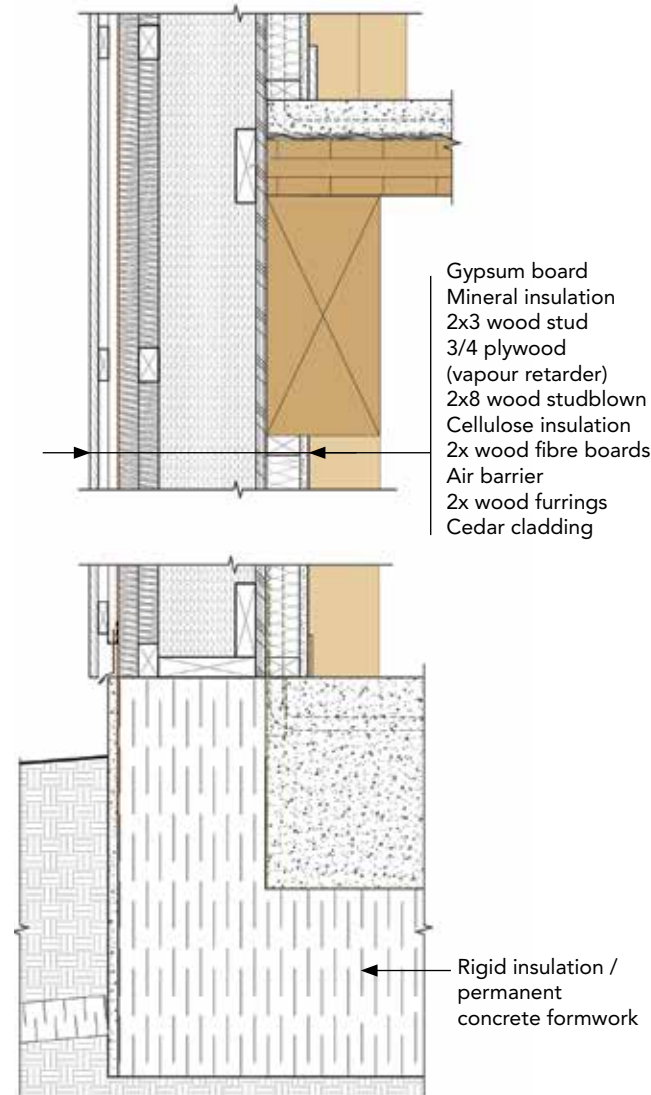 Gypsum board
Mineral insulation
2x3 wood stud
3/4 plywood
(vapour retarder)
2x8 wood studblown
Cellulose insulation
2x wood fibre boards
Air barrier
2x wood furrings
Cedar cladding
Rigid insulation /
permanent
concrete formwork